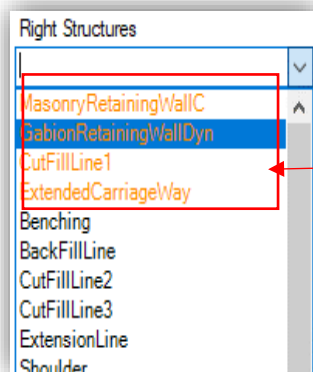 Right Structures
MasonryRetainingWallC
GabionRetainingWallDyn
CutFillLine1
ExtendedCarriageWay
Benching
BackFillLine
CutFillLine2
CutFillLine3
ExtensionLine
Shoulder